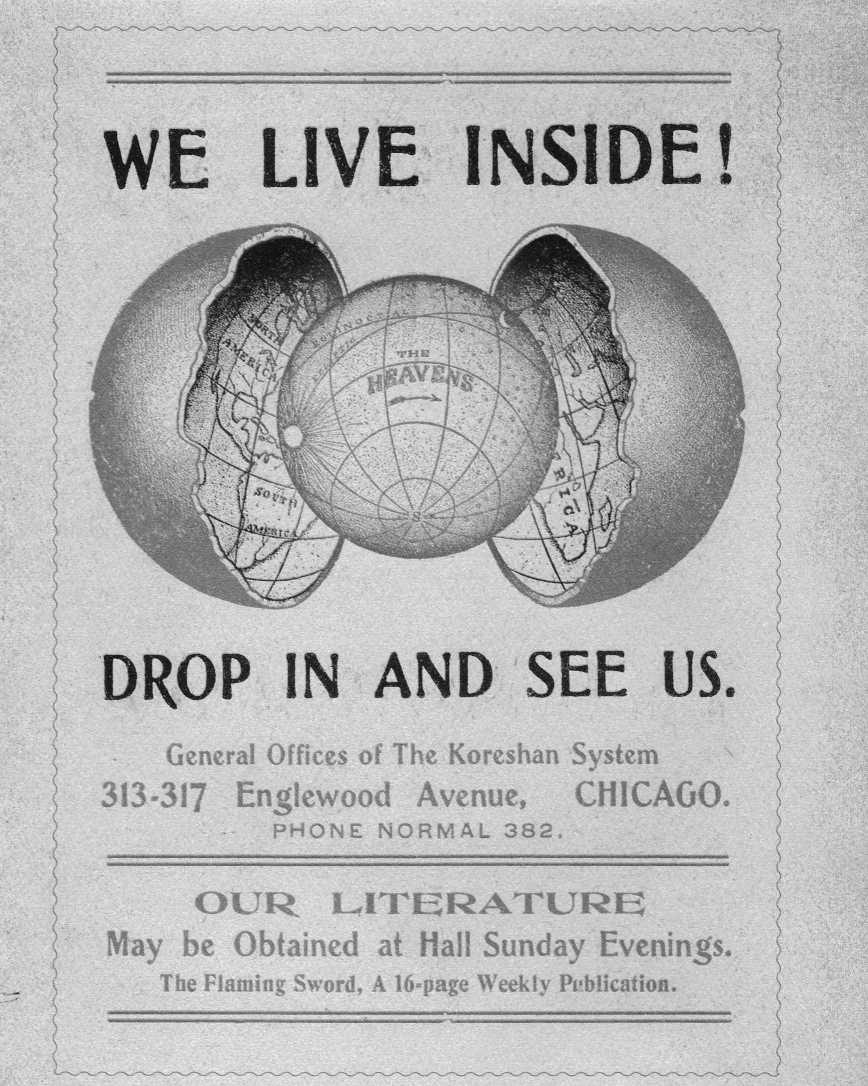 WE LIVE INSIDE!
THE
HEAVENS
NORTH
AMERICA
SOUTH
AMERICA
S
DROP IN AND SEE US.
General Offices of The Koreshan System
313-317 Englewood Avenue, CHICAGO.
PHONE NORMAL 382.
OUR LITERATURE
May be Obtained at Hall Sunday Evenings.
The Flaming Sword, A 16-page Weekly Publication.